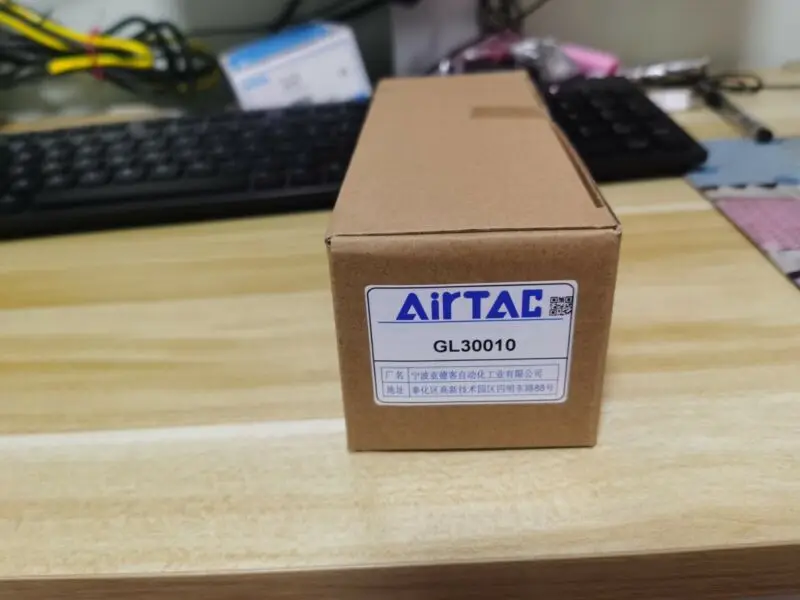 AirTAC
GL30010
厂名 宁波亚德客自动化工业有限公司
地址 奉化区高新技术园区四明东路88号